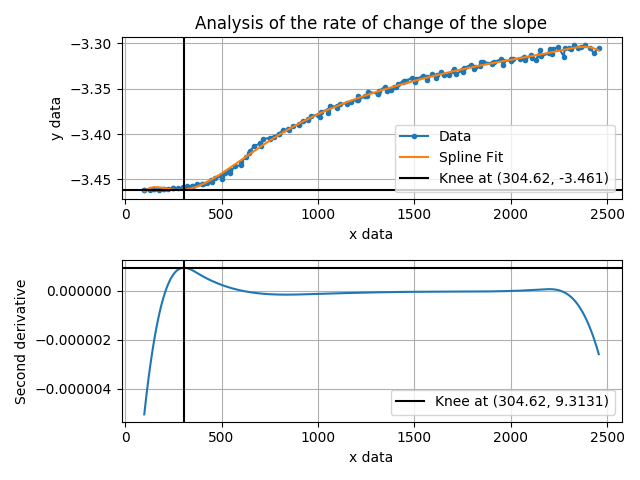 Analysis of the rate of change of the slope
−3.30
−3.35
−3.40
−3.45
y data
Data
Spline Fit
Knee at (304.62, -3.461)
0
500
1000
1500
2000
2500
x data
0.000000
−0.000002
−0.000004
Second derivative
Knee at (304.62, 9.3131)
0
500
1000
1500
2000
2500
x data